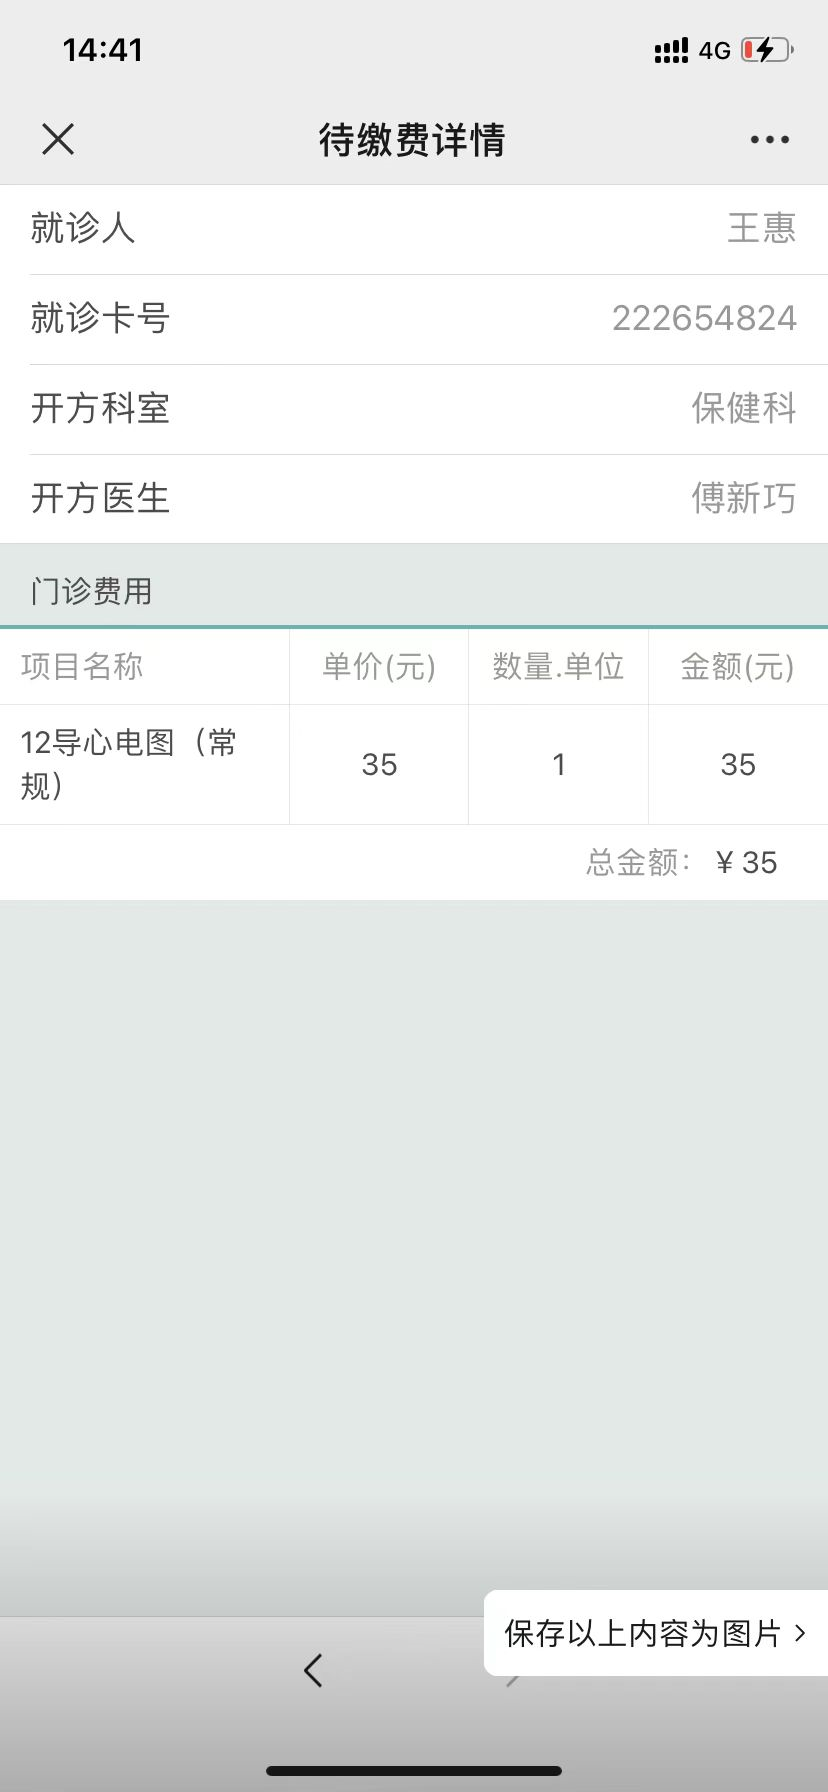 14:41
4G
待缴费详情
就诊人 王惠
就诊卡号 222654824
开方科室 保健科
开方医生 傅新巧
门诊费用
项目名称 单价(元) 数量.单位 金额(元)
12导心电图（常
规） 35 1 35
总金额： ¥ 35
保存以上内容为图片